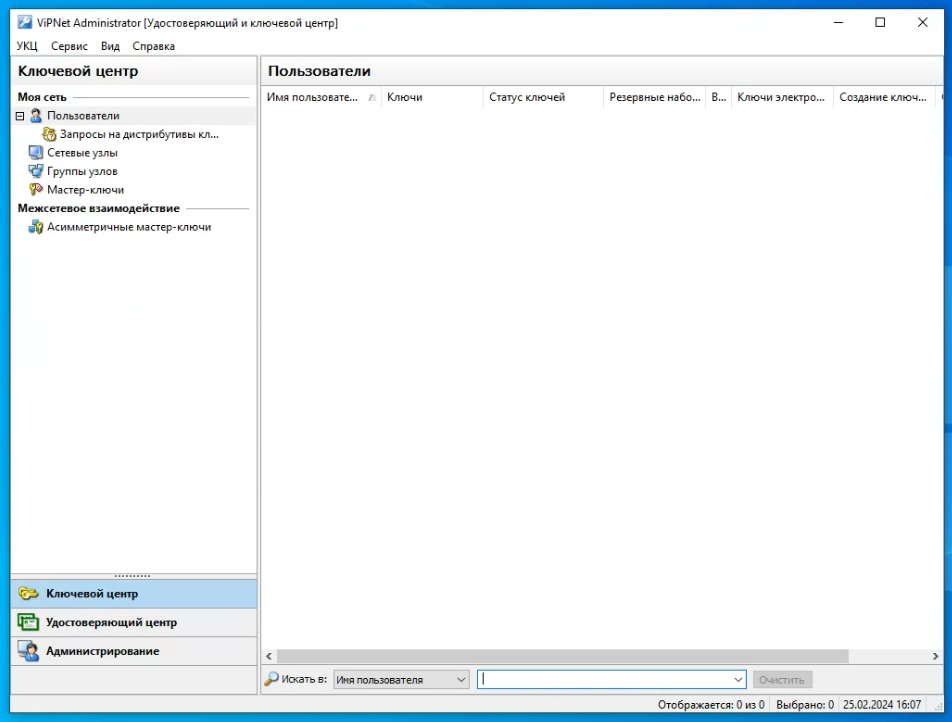 ViPNet Administrator [Удостоверяющий и ключевой центр]
УКЦ Сервис Вид Справка
Ключевой центр
Моя сеть
Пользователи
Запросы на дистрибутивы кл...
Сетевые узлы
Группы узлов
Мастер-ключи
Межсетевое взаимодействие
Асимметричные мастер-ключи
Ключевой центр
Удостоверяющий центр
Администрирование
Пользователи
Имя пользовате... Ключи Статус ключей Резервные набо... В... Ключи электро... Создание ключ...
Искать в: Имя пользователя Очистить
Отображается: 0 из 0 Выбрано: 0 25.02.2024 16:07